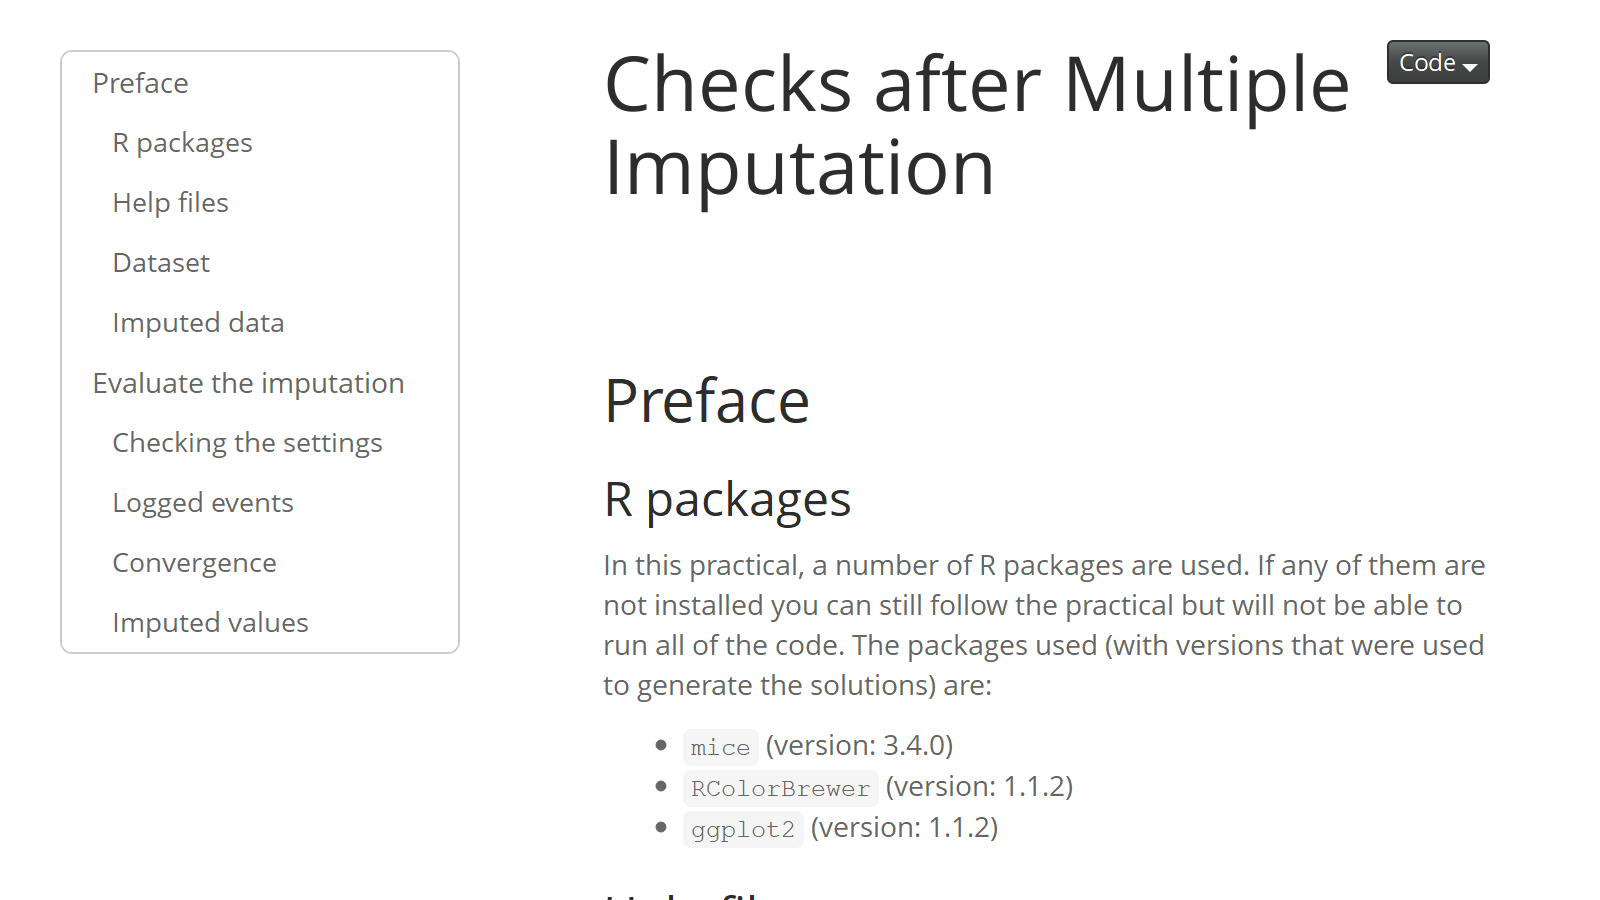 Preface
R packages
Help files
Dataset
Imputed data
Evaluate the imputation
Checking the settings
Logged events
Convergence
Imputed values
Code
Checks after Multiple
Imputation
Preface
R packages
In this practical, a number of R packages are used. If any of them are
not installed you can still follow the practical but will not be able to
run all of the code. The packages used (with versions that were used
to generate the solutions) are:
mice (version: 3.4.0)
RColorBrewer (version: 1.1.2)
ggplot2 (version: 1.1.2)